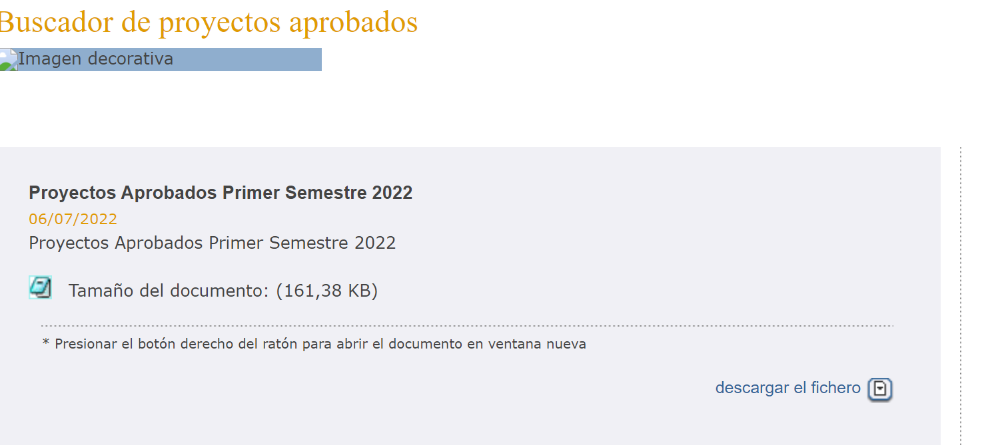 Buscador de proyectos aprobados
Imagen decorativa
Proyectos Aprobados Primer Semestre 2022
06/07/2022
Proyectos Aprobados Primer Semestre 2022
Tamaño del documento: (161,38 KB)
* Presionar el botón derecho del ratón para abrir el documento en ventana nueva
descargar el fichero